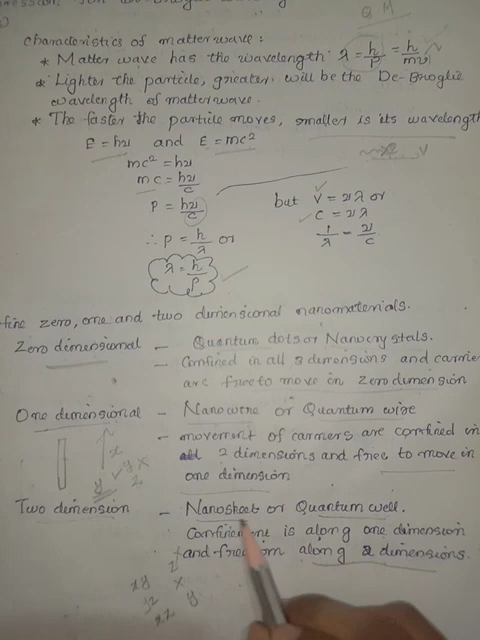 Q M
characteristics of matter wave :
* Matter wave has the wavelength λ = h/P = h/mv
* Lighter the particle, greater will be the De-Broglie
wavelength of matter wave.
* The faster the particle moves, smaller is its wavelength
E = hν and E = mc²
mc² = hν
mc = hν/c
P = hν/c
but V = νλ or
C = νλ
1/λ = ν/c
∴ P = h/λ or
λ = h/P
fine zero, one and two dimensional nanomaterials.
Zero dimensional - Quantum dots or Nanocrystals.
- Confined in all 3 dimensions and carrier
are free to move in Zero dimension
One dimensional - Nanowire or Quantum wire
- movement of carriers are confined in
2 dimensions and free to move in
one dimension
x
y x
z
y
Two dimension - Nanosheet or Quantum well.
Confinement is along one dimension
and freedom along 2 dimensions.
z
x y x
y